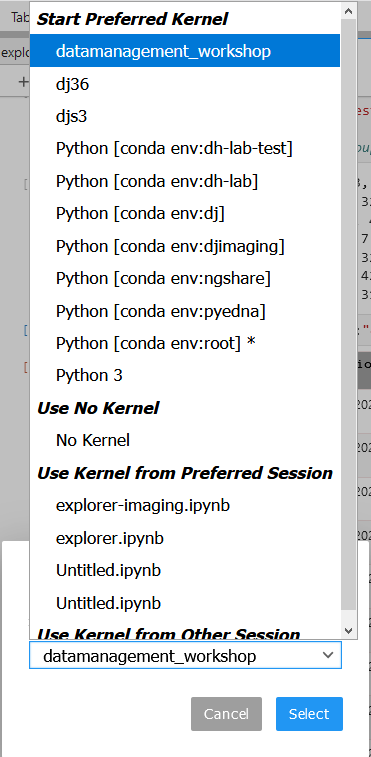 Tab
Start Preferred Kernel
datamanagement_workshop
explo
dj36
djs3
Python [conda env:dh-lab-test]
Python [conda env:dh-lab]
Python [conda env:dj]
Python [conda env:djimaging]
Python [conda env:ngshare]
Python [conda env:pyedna]
Python [conda env:root] *
Python 3
Use No Kernel
No Kernel
Use Kernel from Preferred Session
explorer-imaging.ipynb
explorer.ipynb
Untitled.ipynb
Untitled.ipynb
Use Kernel from Other Session
datamanagement_workshop
Cancel
Select